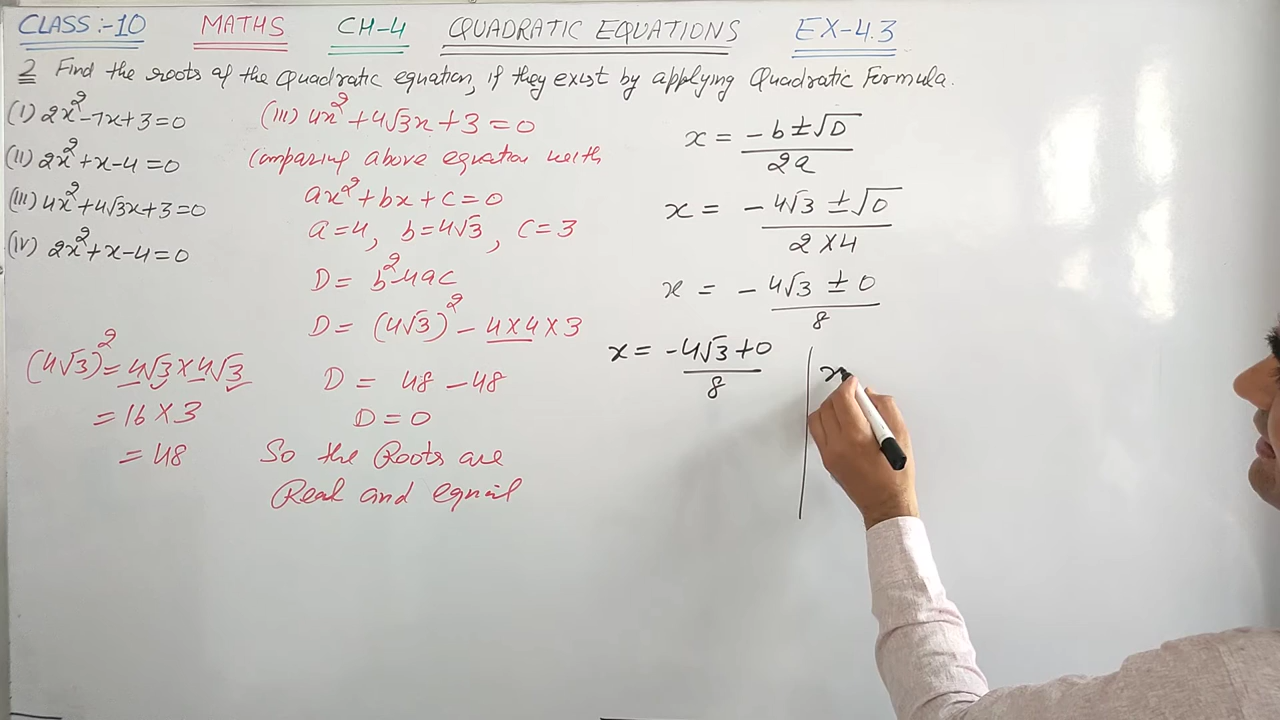 CLASS:-10 MATHS CH-4 QUADRATIC EQUATIONS EX-4.3
2 Find the roots of the Quadratic equation, if they exist by applying Quadratic Formula.
(I) 2x²-7x+3=0
(II) 2x²+x-4=0
(III) 4x²+4√3x+3=0
(IV) 2x²+x-4=0
(4√3)²=4√3×4√3
=16×3
=48
(III) 4x²+4√3x+3=0
Comparing above equation with
ax²+bx+c=0
a=4, b=4√3, c=3
D= b²-4ac
D= (4√3)²-4×4×3
D= 48-48
D=0
So the Roots are
Real and equal
x = -b±√D / 2a
x = -4√3±√0 / 2×4
x = -4√3±0 / 8
x = -4√3+0 / 8
x